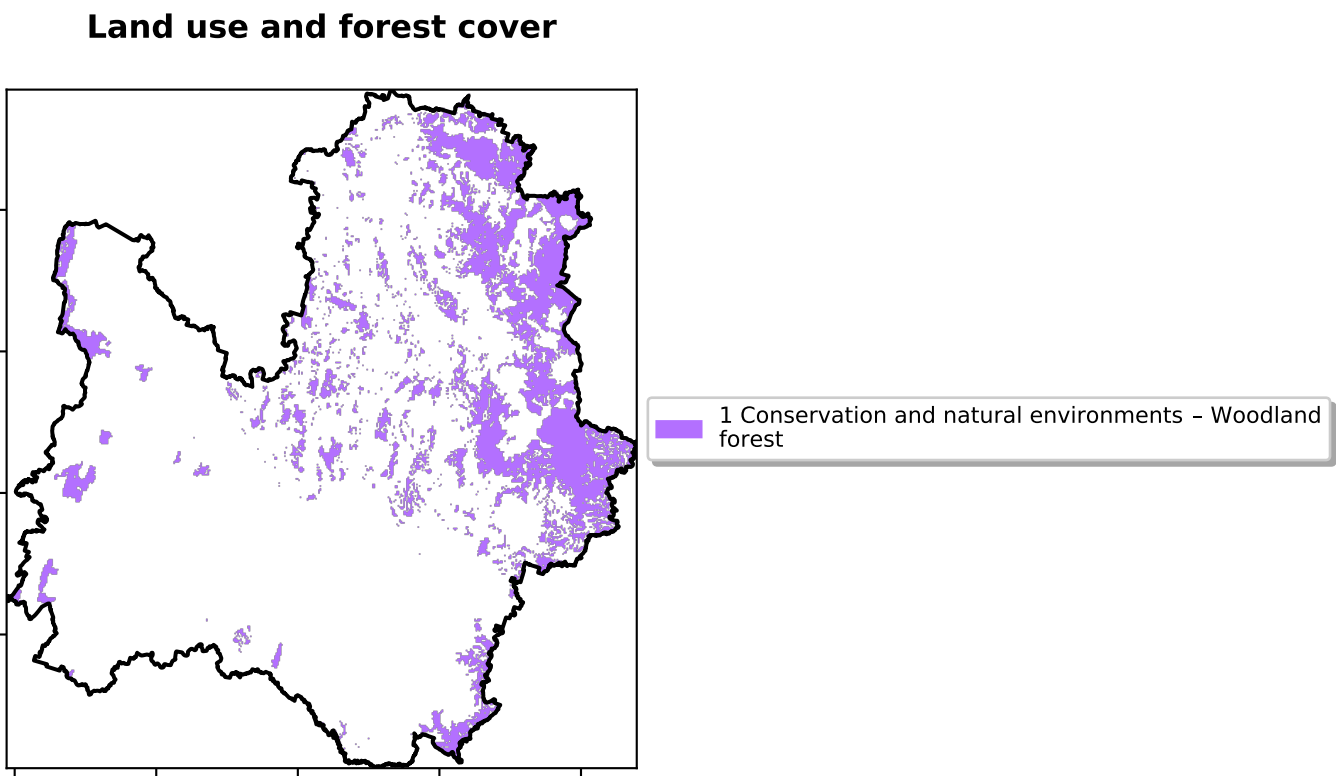 Land use and forest cover
1 Conservation and natural environments – Woodland
forest